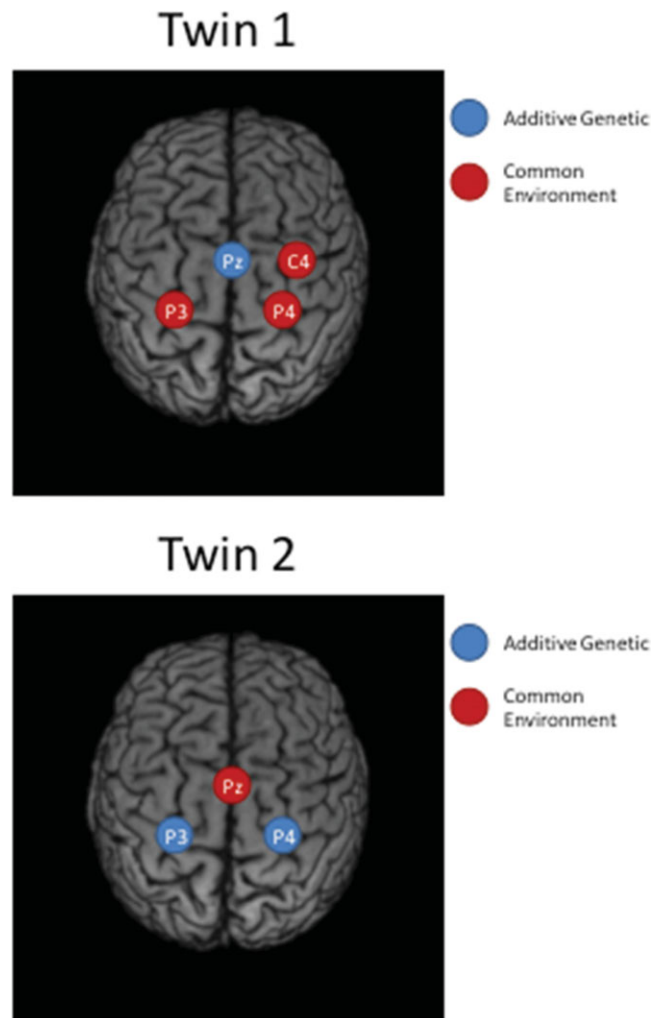 Twin 1
Additive Genetic
Common
Environment
Pz
C4
P3
P4
Twin 2
Additive Genetic
Common
Environment
Pz
P3
P4